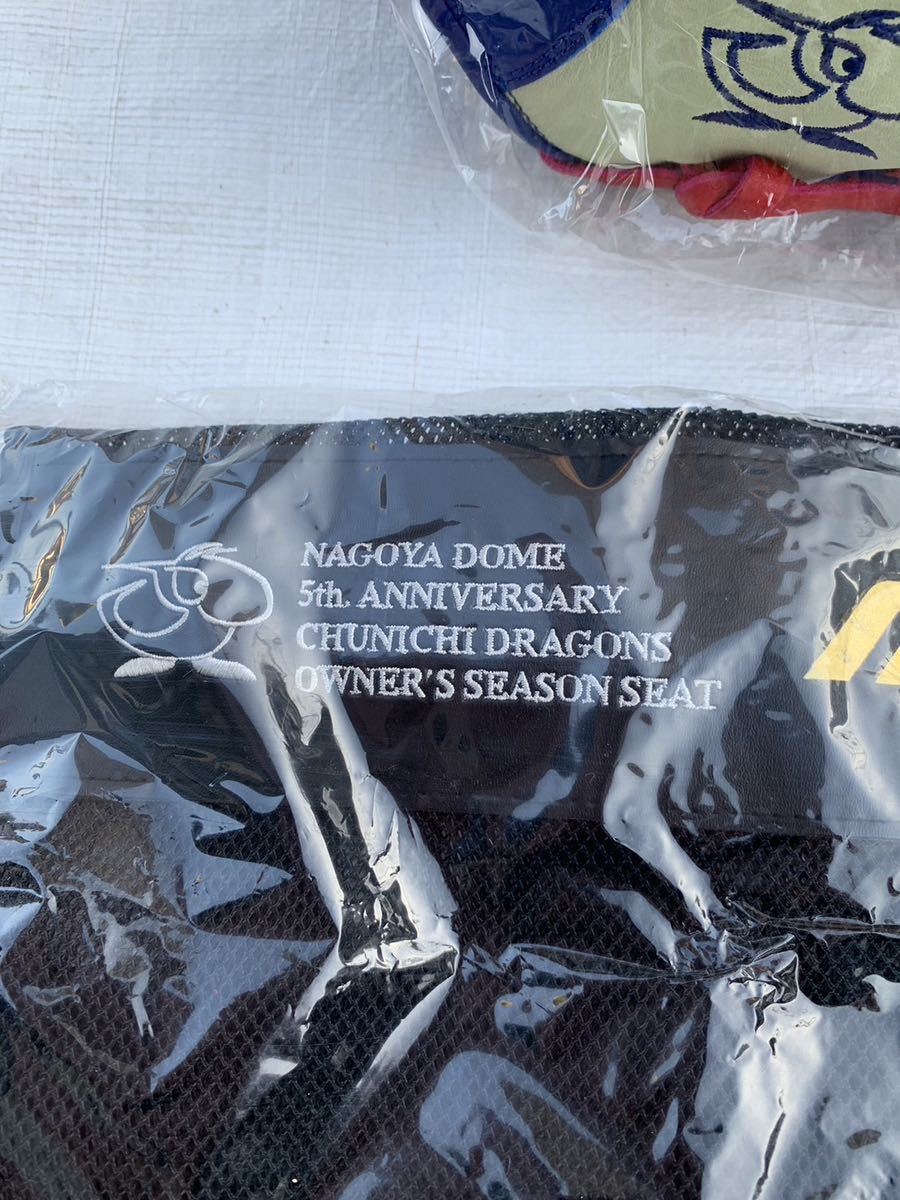 NAGOYA DOME
5th. ANNIVERSARY
CHUNICHI DRAGONS
OWNER'S SEASON SEAT